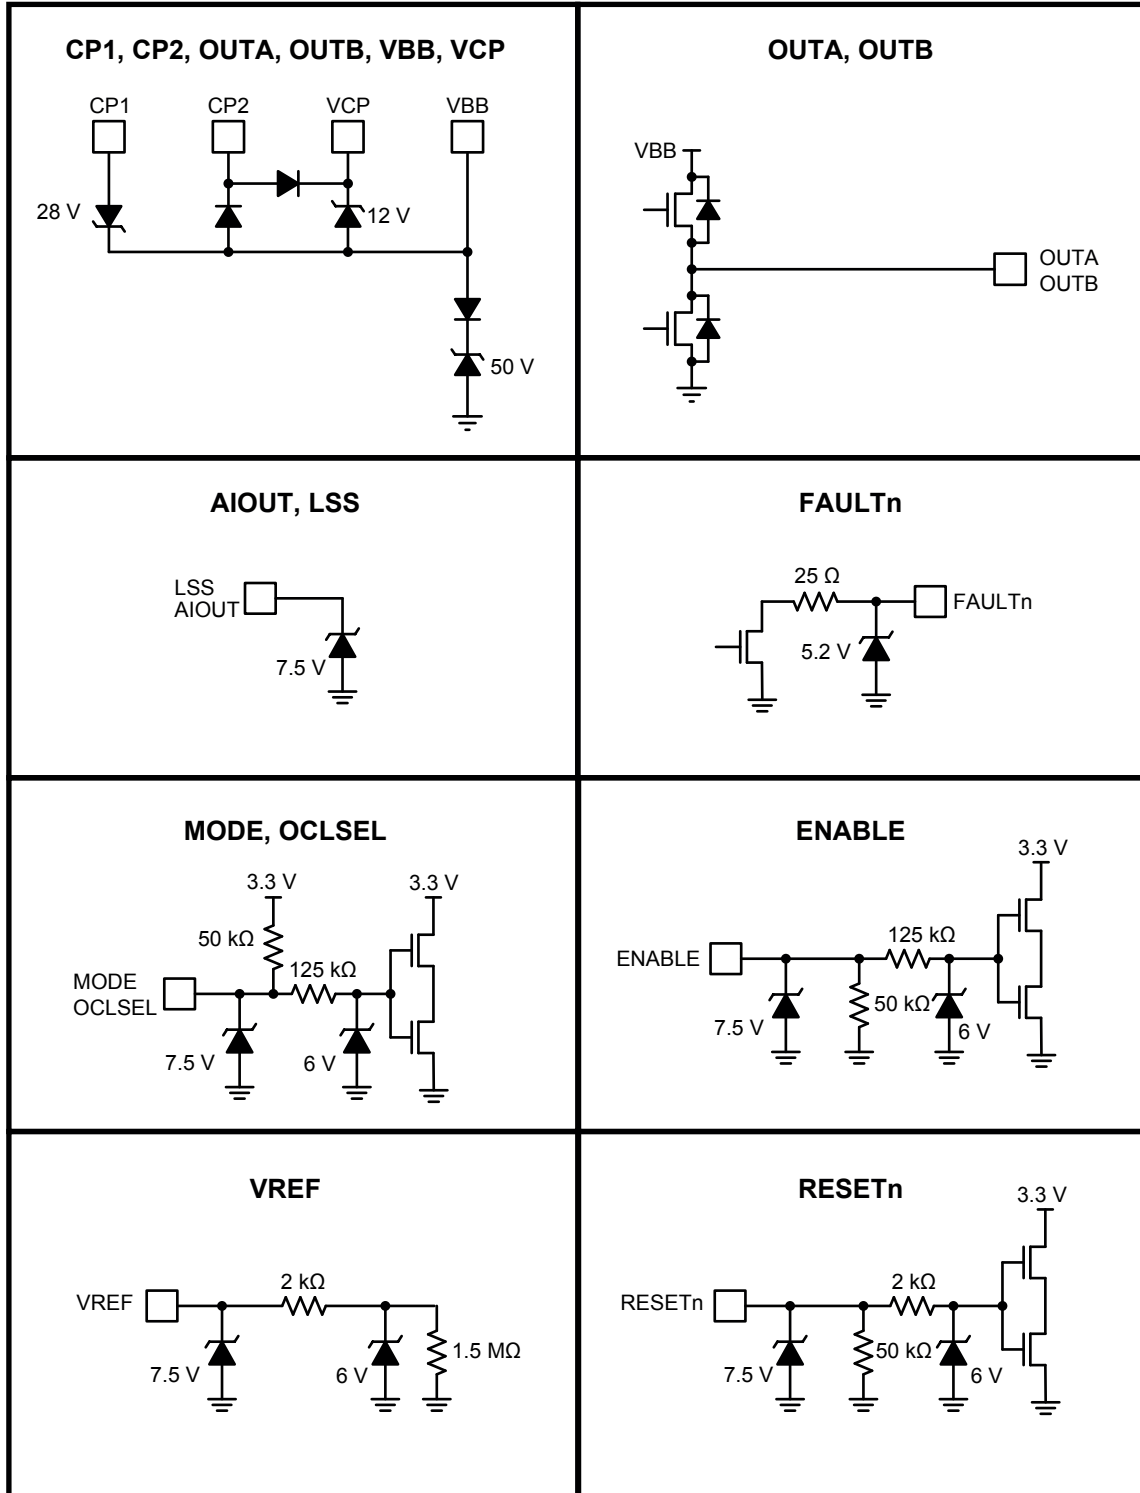 CP1, CP2, OUTA, OUTB, VBB, VCP
CP1 CP2 VCP VBB
28 V
12 V
50 V
OUTA, OUTB
VBB
OUTA
OUTB
AIOUT, LSS
LSS
AIOUT
7.5 V
FAULTn
25 Ω
FAULTn
5.2 V
MODE, OCLSEL
3.3 V 3.3 V
50 kΩ
125 kΩ
MODE
OCLSEL
7.5 V 6 V
ENABLE
3.3 V
125 kΩ
ENABLE
50 kΩ
7.5 V 6 V
VREF
2 kΩ
VREF
1.5 MΩ
7.5 V 6 V
RESETn
3.3 V
2 kΩ
RESETn
50 kΩ
7.5 V 6 V